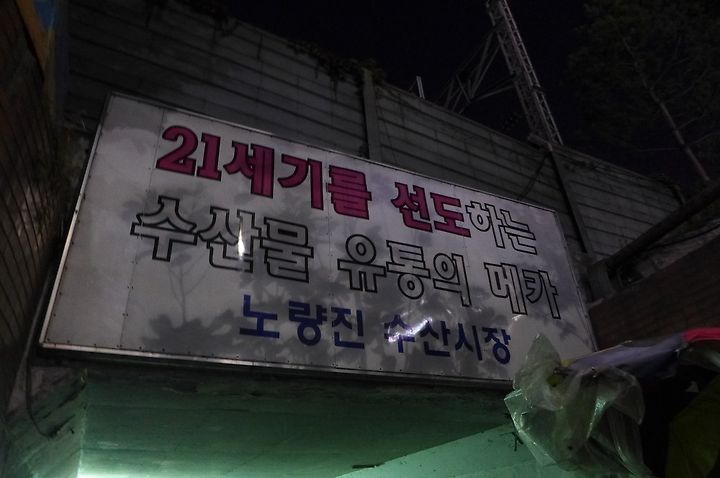 21세기를 선도하는
수산물 유통의 메카
노량진 수산시장